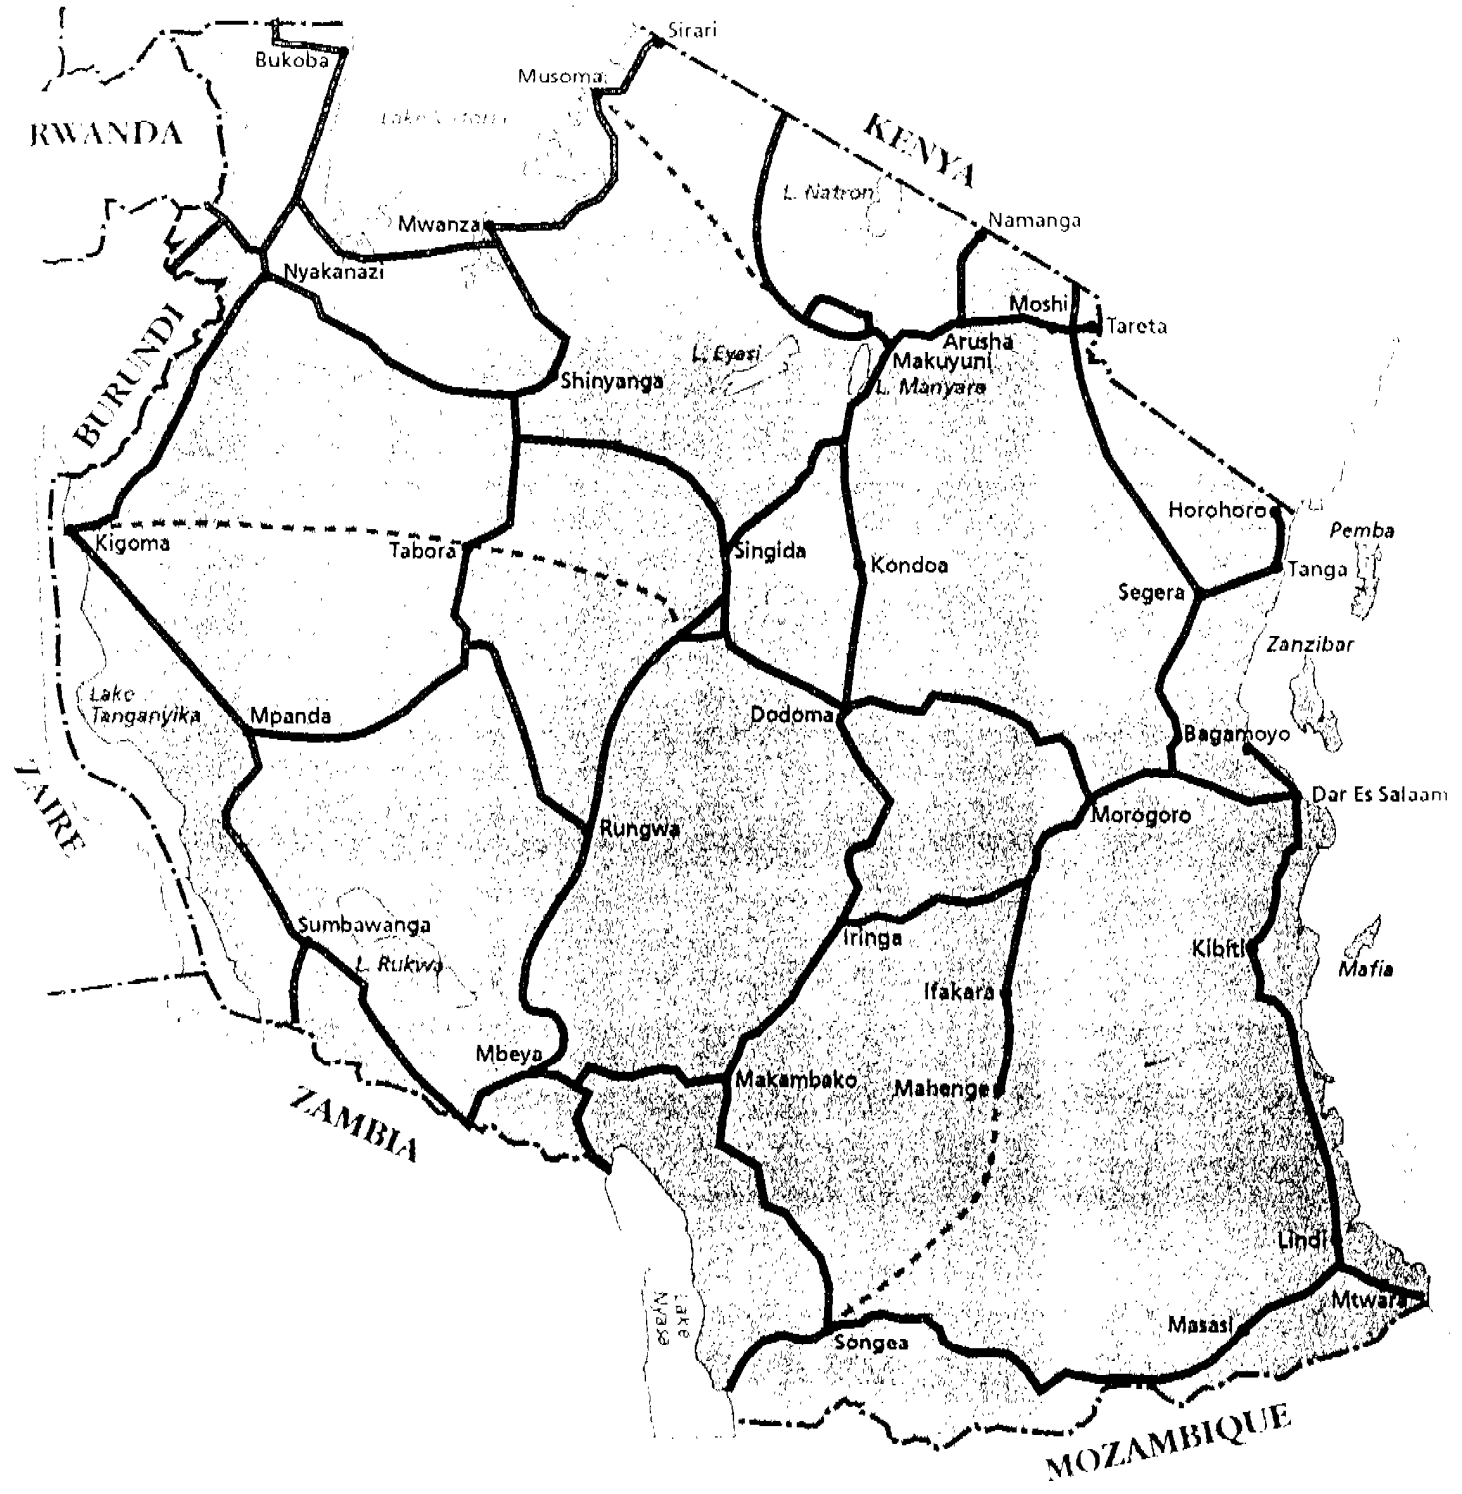 Sirari
Bukoba
Musoma
RWANDA
Lake
KENYA
L. Natron
Mwanza
Namanga
Nyakanazi
Moshi
Tareta
BURUNDI
Arusha
L. Eyasi
Makuyuni
Shinyanga
L. Manyara
Horohoro
Pemba
Kigoma
Tabora
Singida
Kondoa
Tanga
Segera
Zanzibar
Lake
Tanganyika
Mpanda
Dodoma
Bagamoyo
ZAIRE
Dar Es Salaam
Morogoro
Rungwa
Sumbawanga
Iringa
Kibiti
L. Rukwa
Mafia
Ifakara
Mbeya
Makambako
Mahenge
ZAMBIA
Lindi
Lake
Nyasa
Mtwara
Masasi
Songea
MOZAMBIQUE